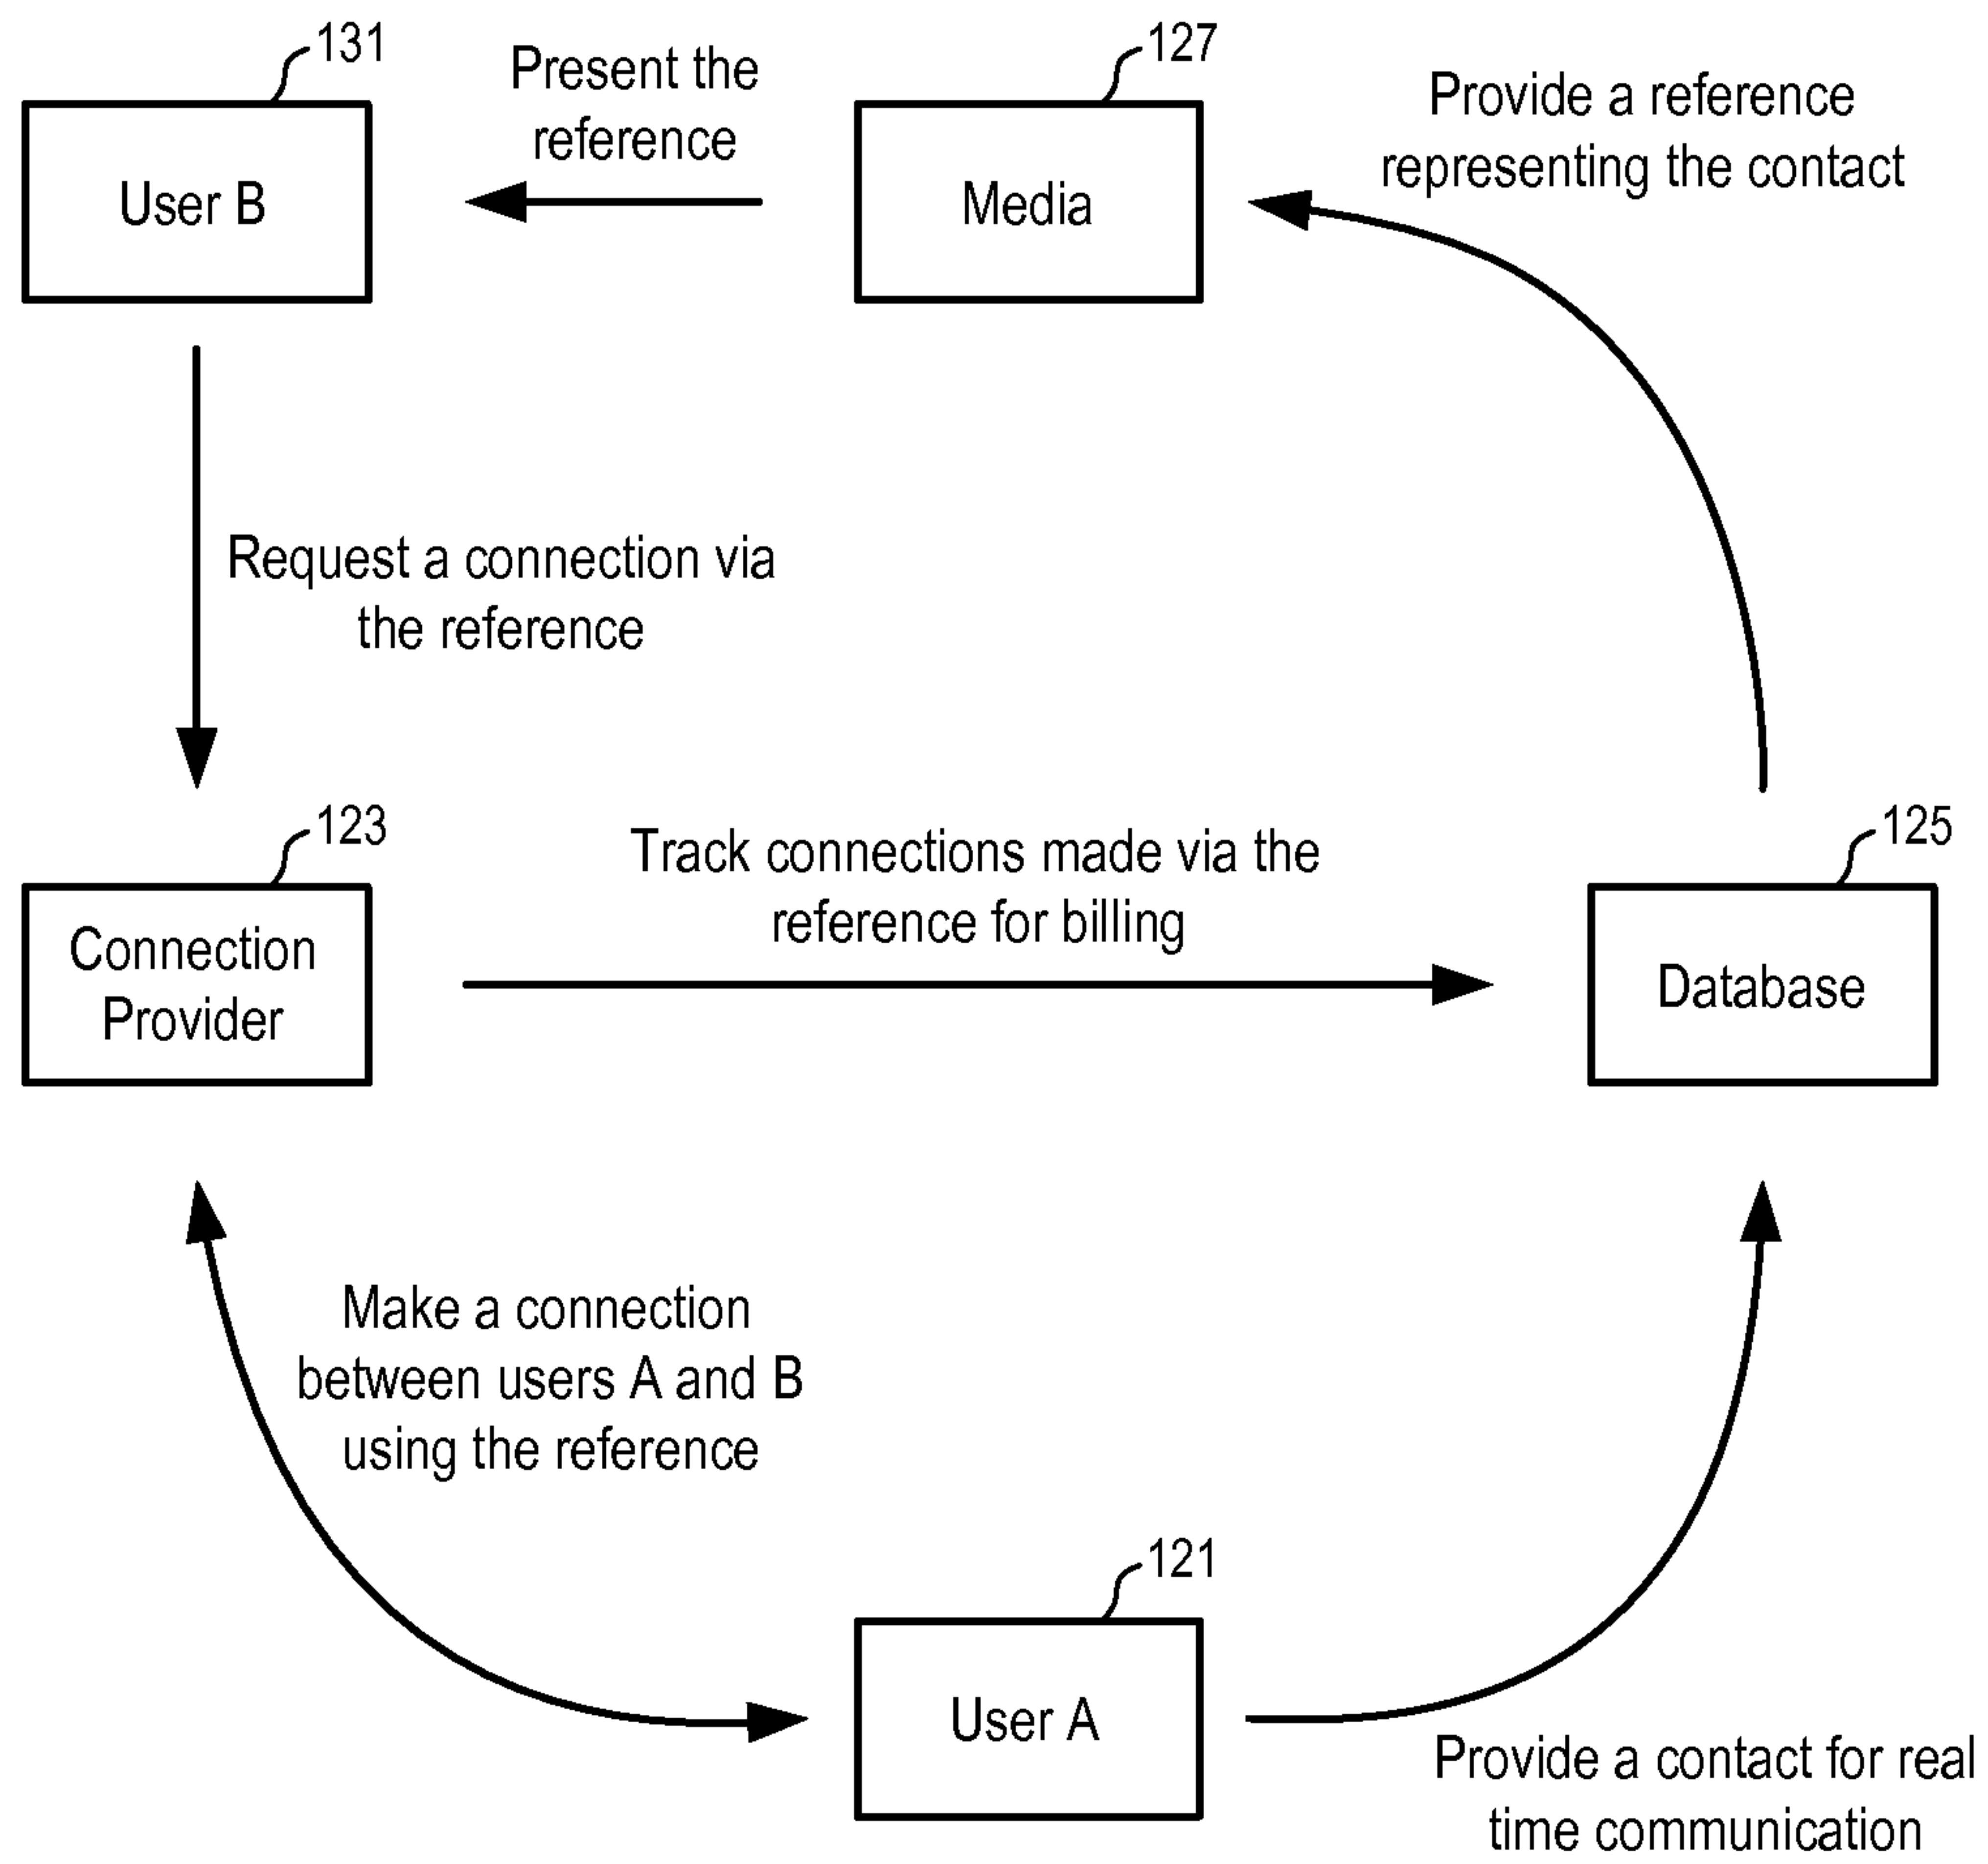 131
Present the
reference
127
Provide a reference
representing the contact
User B
Media
Request a connection via
the reference
123
Track connections made via the
reference for billing
125
Connection
Provider
Database
Make a connection
between users A and B
using the reference
121
User A
Provide a contact for real
time communication